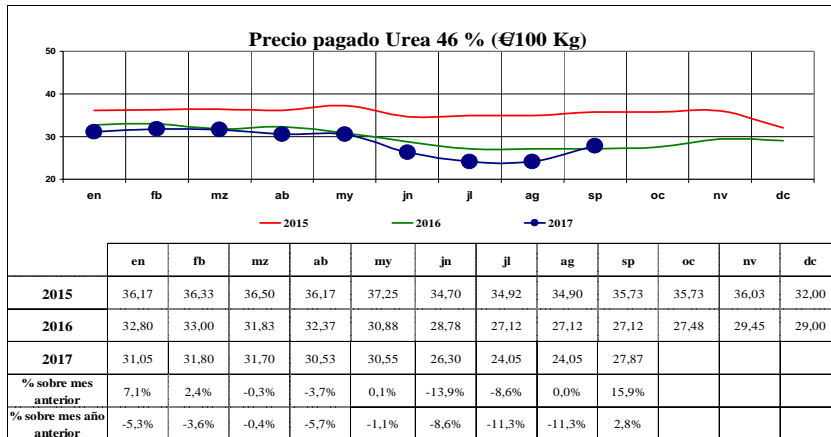 Precio pagado Urea 46 % (€/100 Kg)
50
40
30
20
en fb mz ab my jn jl ag sp oc nv dc
2015 2016 2017
en fb mz ab my jn jl ag sp oc nv dc
2015 36,17 36,33 36,50 36,17 37,25 34,70 34,92 34,90 35,73 35,73 36,03 32,00
2016 32,80 33,00 31,83 32,37 30,88 28,78 27,12 27,12 27,12 27,48 29,45 29,00
2017 31,05 31,80 31,70 30,53 30,55 26,30 24,05 24,05 27,87
% sobre mes
anterior 7,1% 2,4% -0,3% -3,7% 0,1% -13,9% -8,6% 0,0% 15,9%
% sobre mes año
anterior -5,3% -3,6% -0,4% -5,7% -1,1% -8,6% -11,3% -11,3% 2,8%